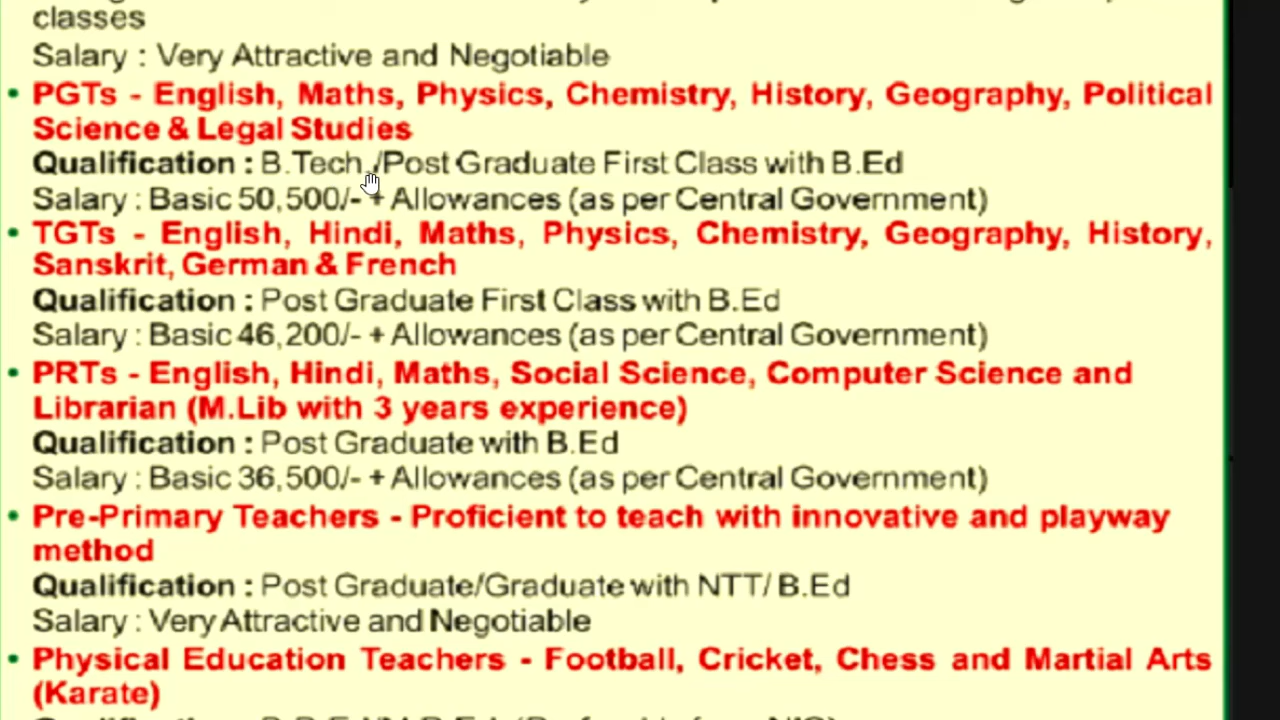 classes
Salary : Very Attractive and Negotiable
• PGTs - English, Maths, Physics, Chemistry, History, Geography, Political
Science & Legal Studies
Qualification : B.Tech /Post Graduate First Class with B.Ed
Salary : Basic 50,500/- + Allowances (as per Central Government)
• TGTs - English, Hindi, Maths, Physics, Chemistry, Geography, History,
Sanskrit, German & French
Qualification : Post Graduate First Class with B.Ed
Salary : Basic 46,200/- + Allowances (as per Central Government)
• PRTs - English, Hindi, Maths, Social Science, Computer Science and
Librarian (M.Lib with 3 years experience)
Qualification : Post Graduate with B.Ed
Salary : Basic 36,500/- + Allowances (as per Central Government)
• Pre-Primary Teachers - Proficient to teach with innovative and playway
method
Qualification : Post Graduate/Graduate with NTT/ B.Ed
Salary : Very Attractive and Negotiable
• Physical Education Teachers - Football, Cricket, Chess and Martial Arts
(Karate)